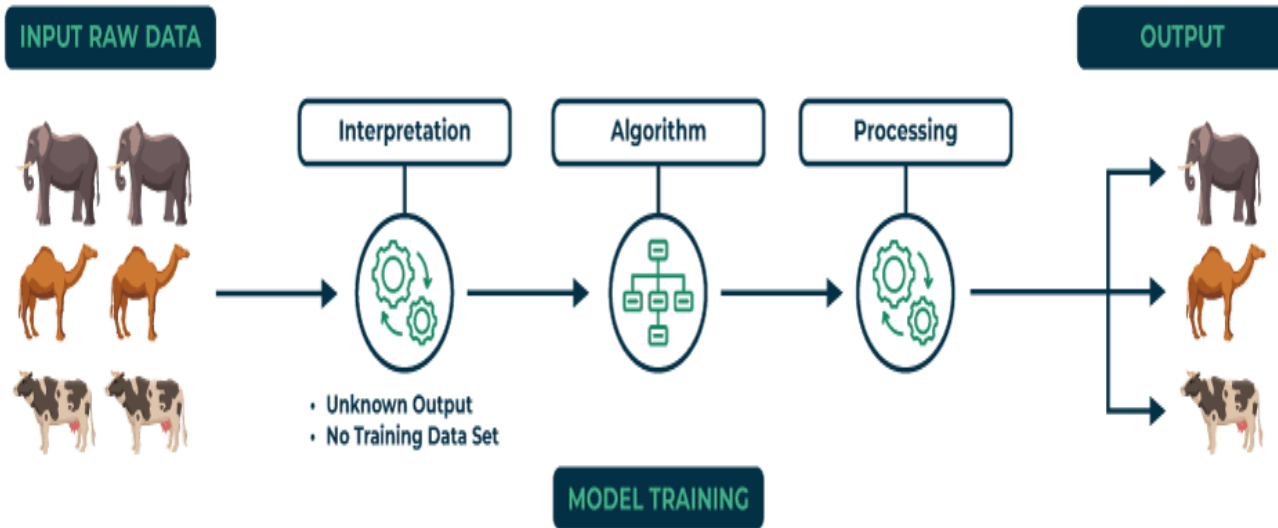 INPUT RAW DATA
OUTPUT
Interpretation
Algorithm
Processing
• Unknown Output
• No Training Data Set
MODEL TRAINING